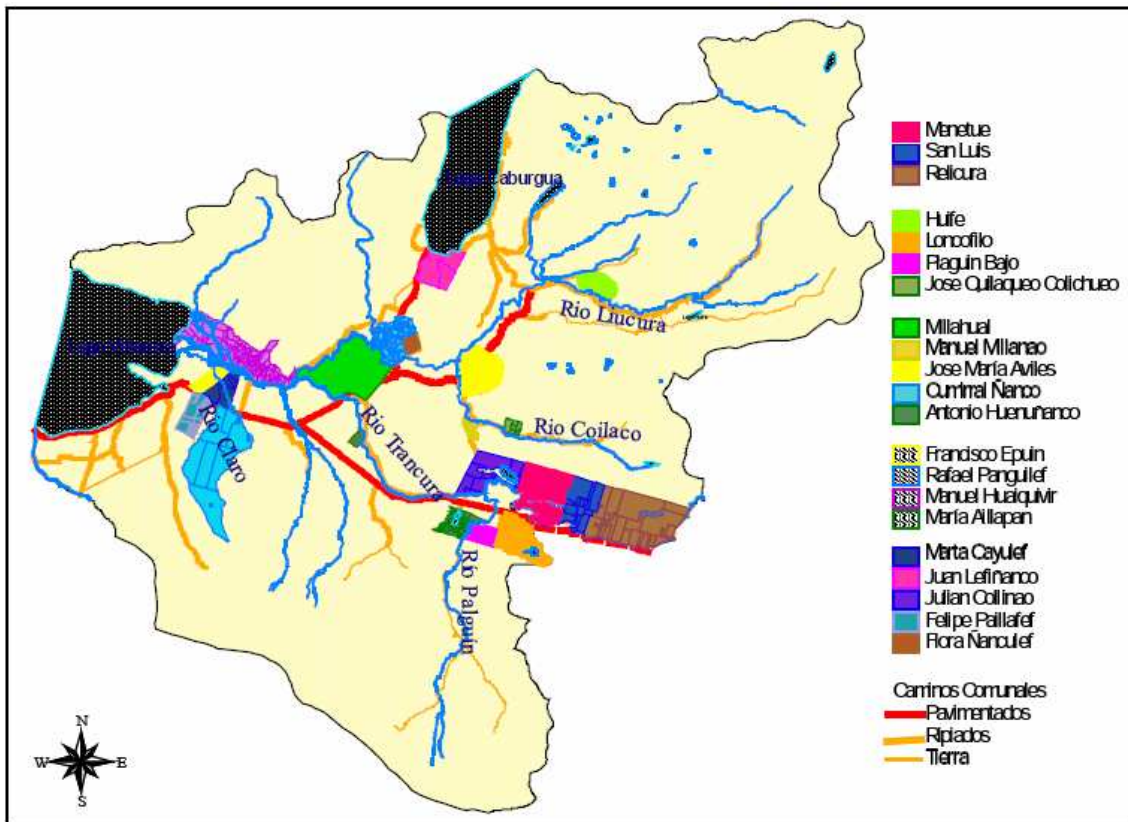 Lago Caburgua
Río Liucura
Río Coilaco
Río Trancura
Río Claro
Río Palguín
N
W E
S
Menetue
San Luis
Relicura
Huife
Loncofilo
Plaguin Bajo
Jose Quilaqueo Colichueo
Millahual
Manuel Millanao
Jose María Aviles
Currirral Ñanco
Antonio Huenuñanco
Francisco Epuin
Rafael Panguilef
Manuel Huaiquivir
María Aillapan
Marta Cayulef
Juan Lefiñanco
Julian Collinao
Felipe Paillafef
Flora Ñanculef
Caminos Comunales
Pavimentados
Ripiados
Tierra